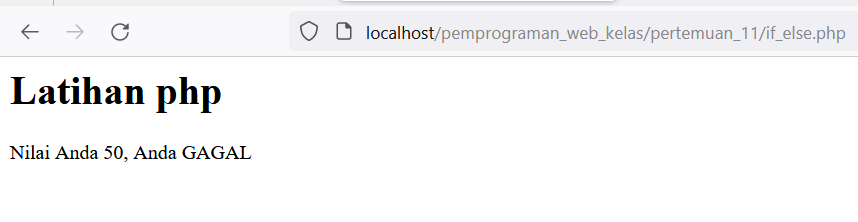 localhost/pemprograman_web_kelas/pertemuan_11/if_else.php
Latihan php
Nilai Anda 50, Anda GAGAL